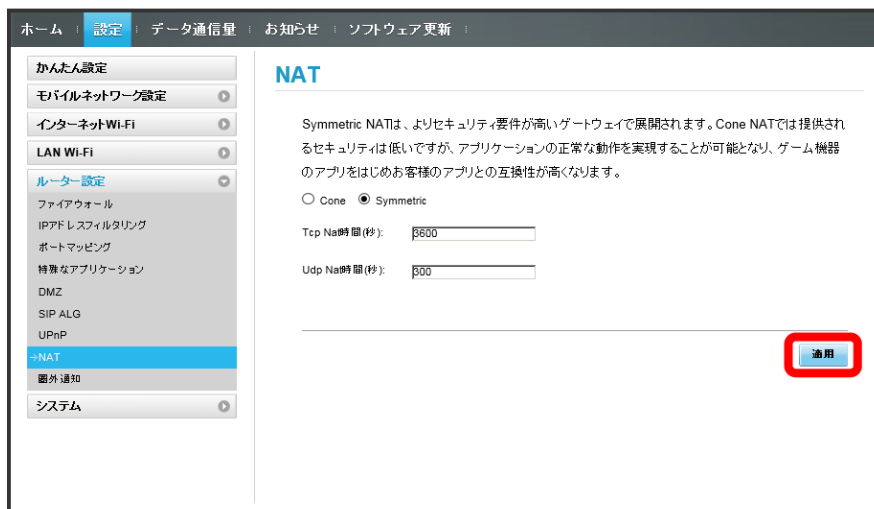 ホーム 設定 データ通信量 お知らせ ソフトウェア更新
かんたん設定
モバイルネットワーク設定
インターネットWi-Fi
LAN Wi-Fi
ルーター設定
ファイアウォール
IPアドレスフィルタリング
ポートマッピング
特殊なアプリケーション
DMZ
SIP ALG
UPnP
→NAT
圏外通知
システム
NAT
Symmetric NATは、よりセキュリティ要件が高いゲートウェイで展開されます。Cone NATでは提供され
るセキュリティは低いですが、アプリケーションの正常な動作を実現することが可能となり、ゲーム機器
のアプリをはじめお客様のアプリとの互換性が高くなります。
Cone Symmetric
Tcp Nat時間(秒): 3600
Udp Nat時間(秒): 300
適用